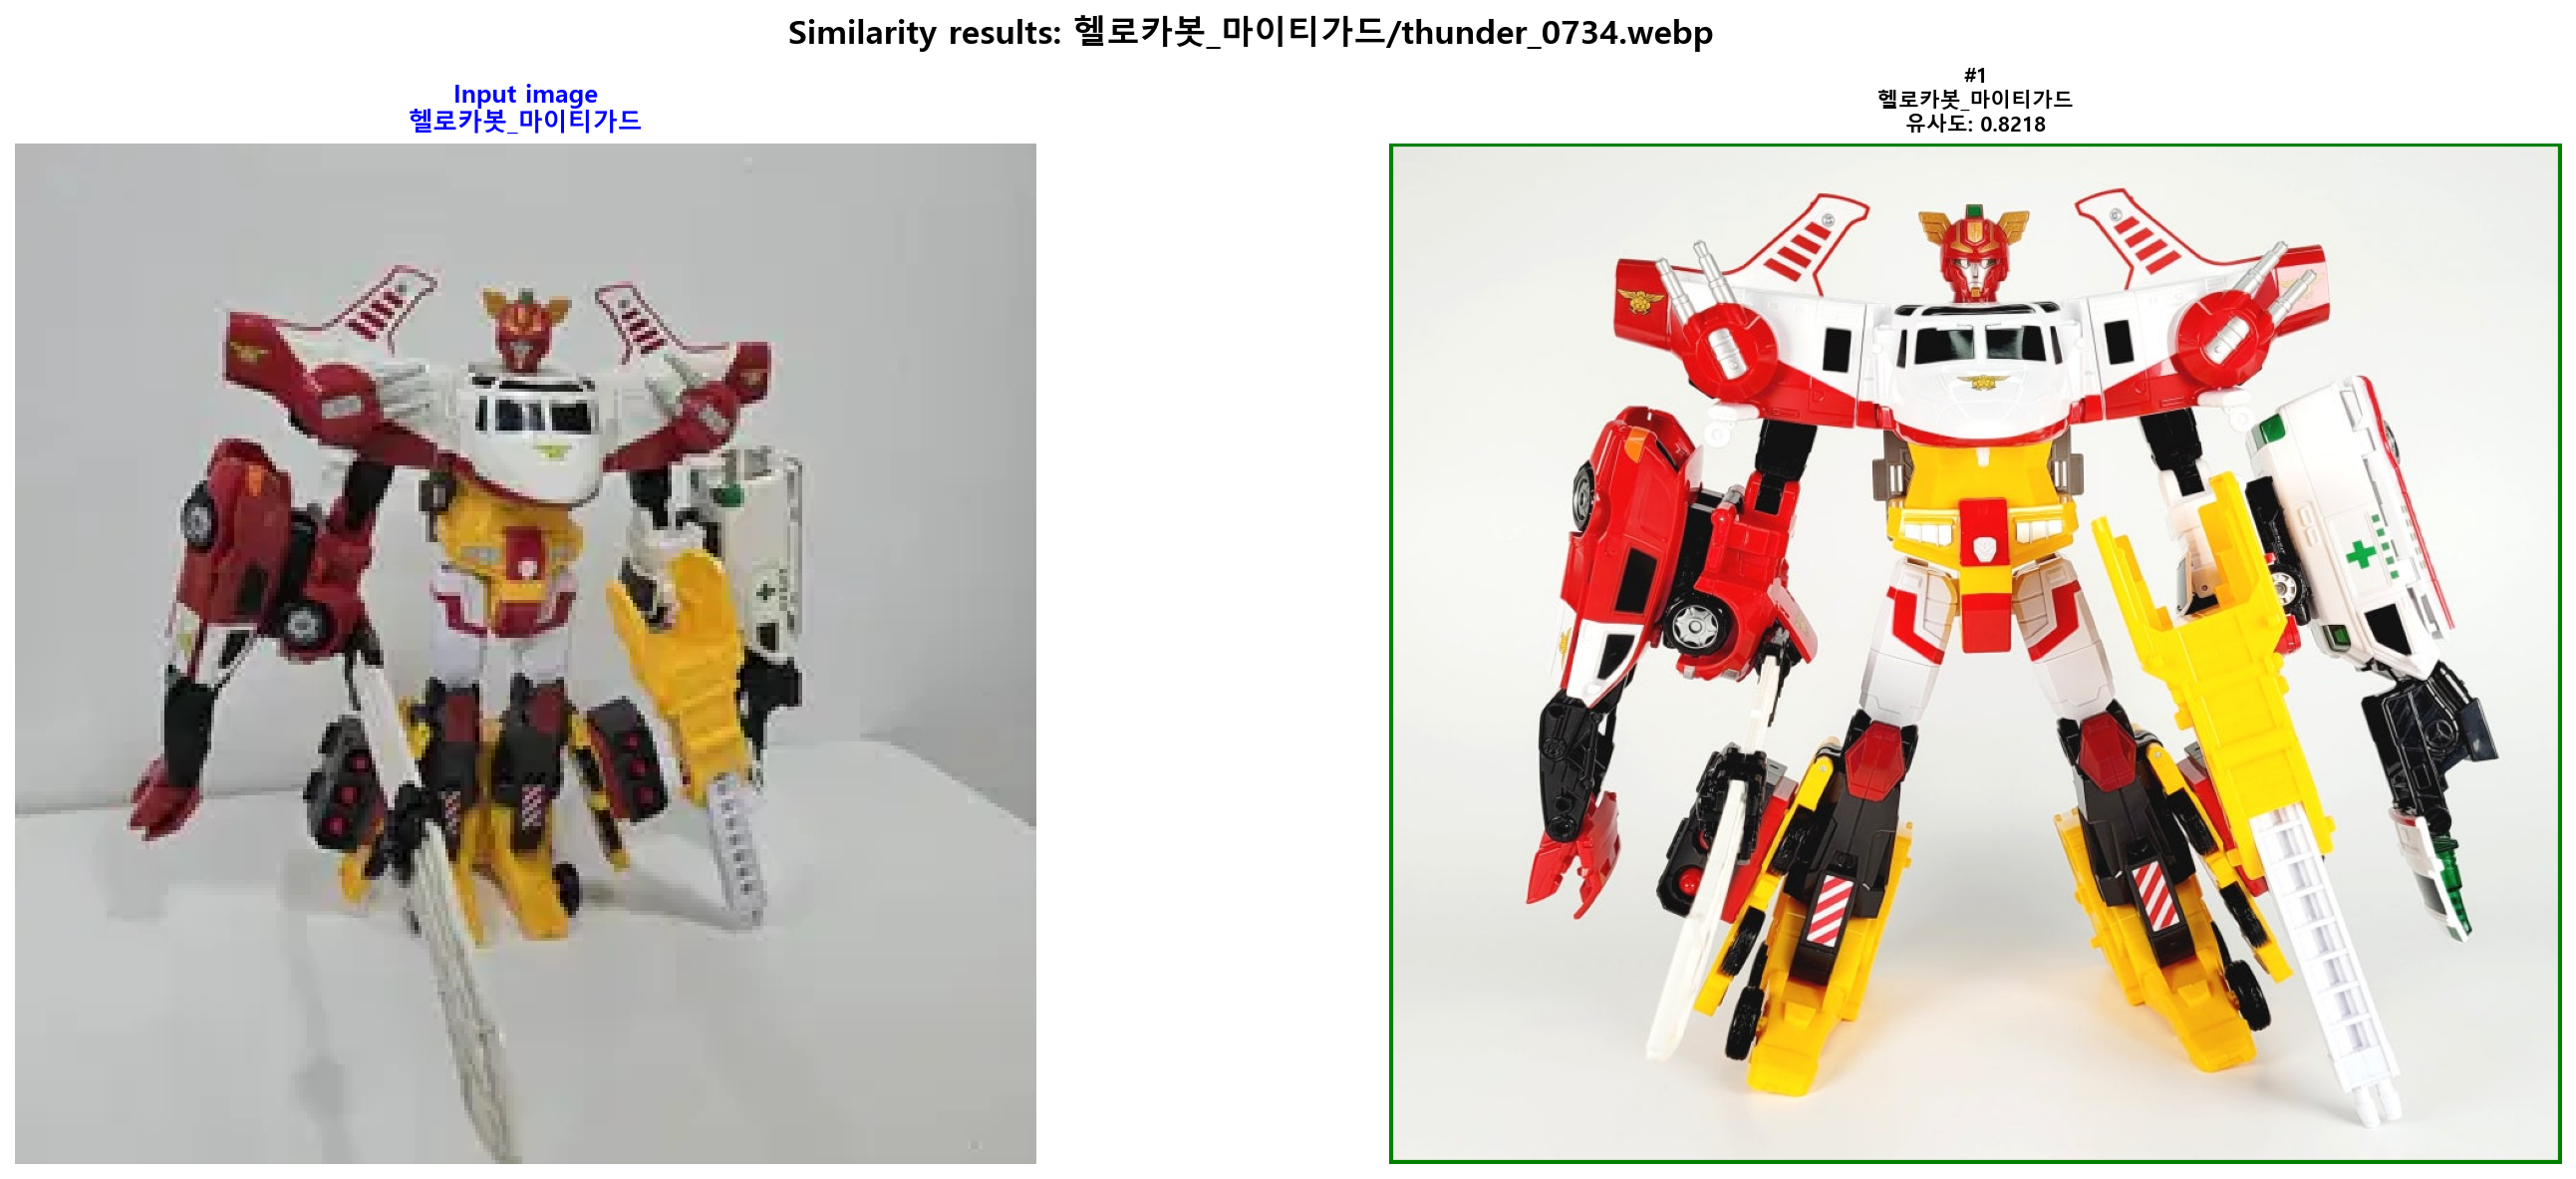 Similarity results: 헬로카봇_마이티가드/thunder_0734.webp
Input image
헬로카봇_마이티가드
#1
헬로카봇_마이티가드
유사도: 0.8218